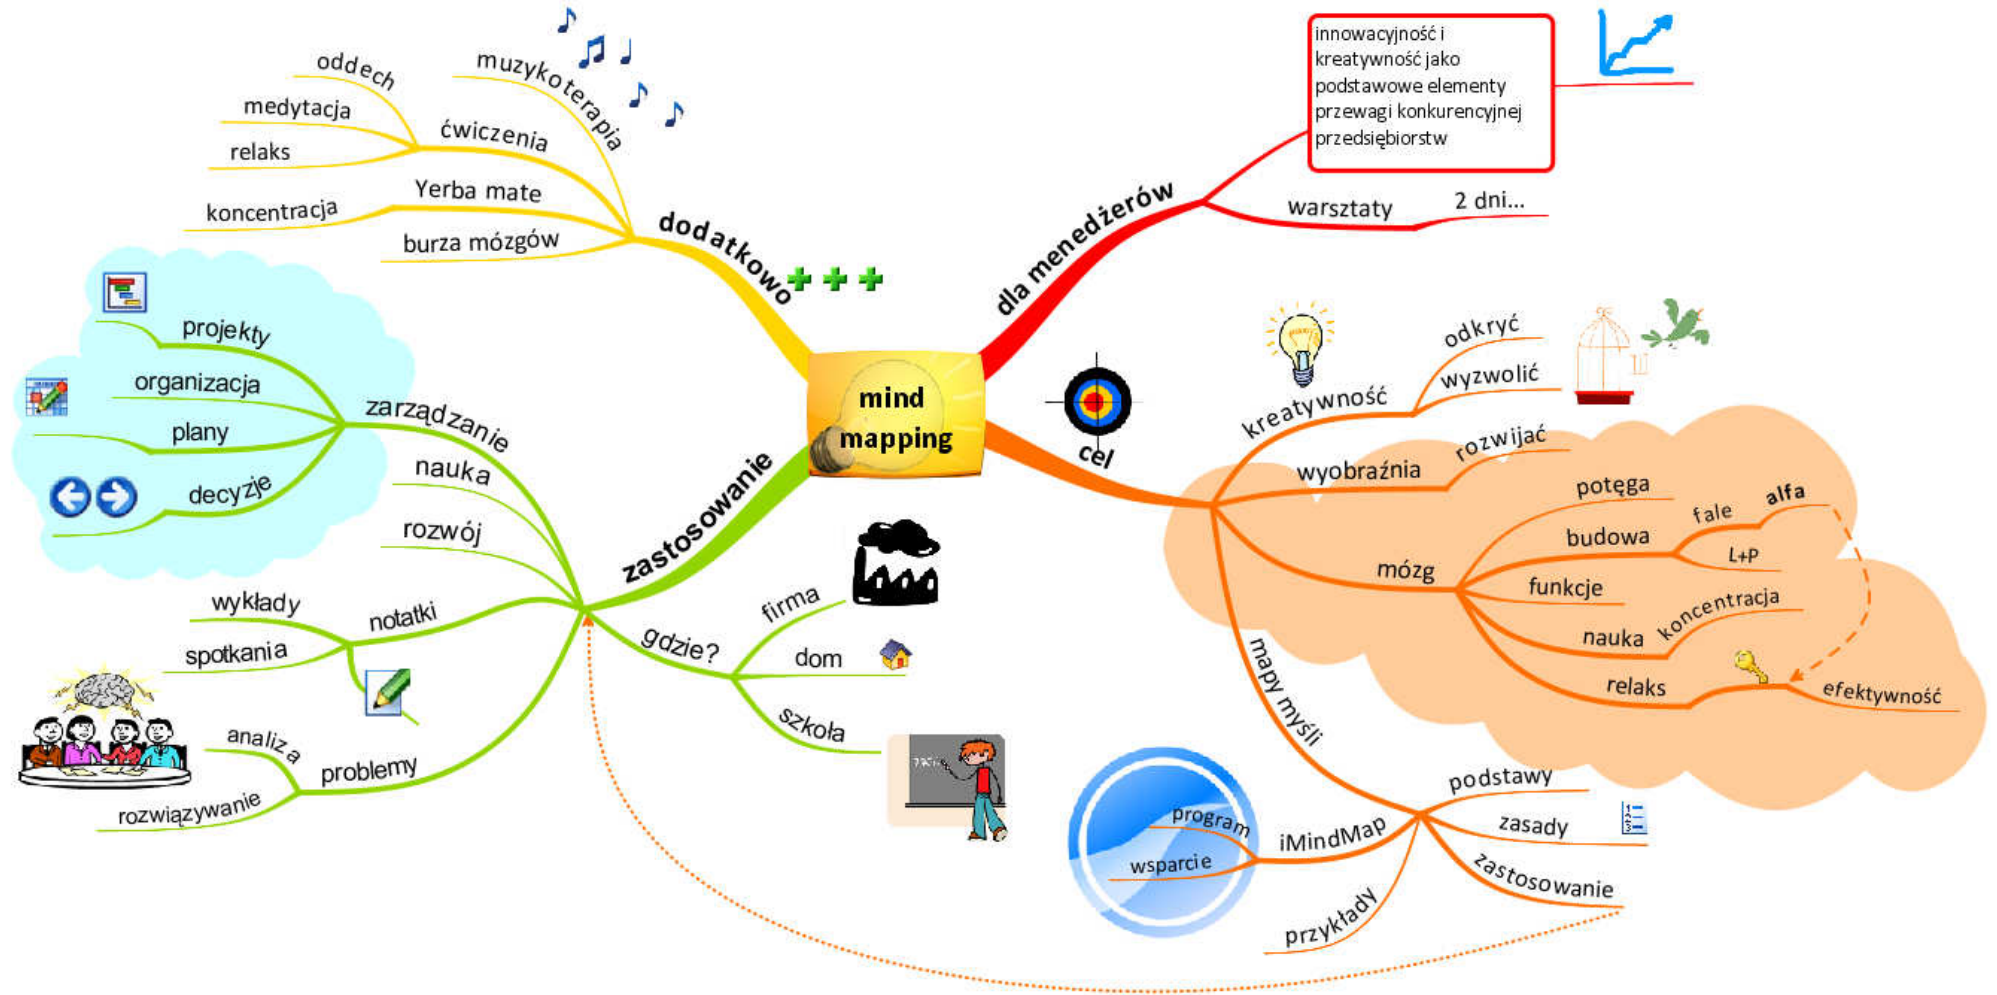 mind
mapping
dla menedżerów
innowacyjność i
kreatywność jako
podstawowe elementy
przewagi konkurencyjnej
przedsiębiorstw
warsztaty
2 dni...
cel
kreatywność
odkryć
wyzwolić
wyobraźnia
rozwijać
mózg
potęga
budowa
fale
alfa
L+P
funkcje
nauka
koncentracja
relaks
efektywność
mapy myśli
podstawy
zasady
zastosowanie
przykłady
iMindMap
program
wsparcie
zastosowanie
gdzie?
firma
dom
szkoła
problemy
analiza
rozwiązywanie
notatki
wykłady
spotkania
rozwój
nauka
zarządzanie
projekty
organizacja
plany
decyzje
dodatkowo
muzykoterapia
ćwiczenia
oddech
medytacja
relaks
Yerba mate
koncentracja
burza mózgów